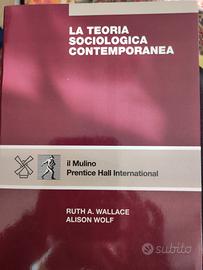 LA TEORIA
SOCIOLOGICA
CONTEMPORANEA
il Mulino
Prentice Hall International
RUTH A. WALLACE
ALISON WOLF
subito